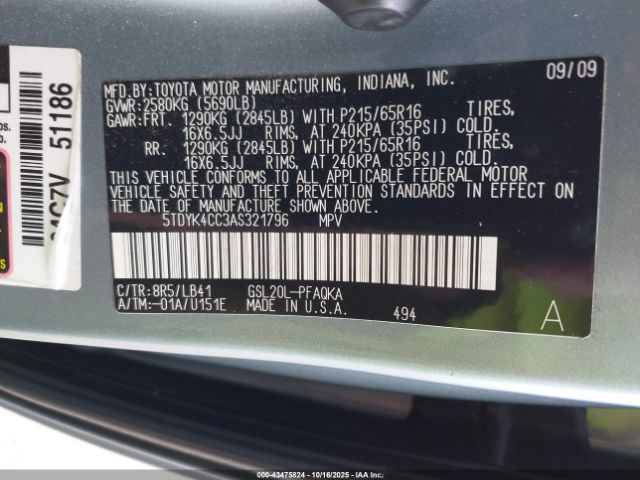 MFD.BY:TOYOTA MOTOR MANUFACTURING, INDIANA, INC. 09/09
GVWR:2580KG (5690LB)
GAWR:FRT. 1290KG (2845LB) WITH P215/65R16 TIRES,
16X6.5JJ RIMS, AT 240KPA (35PSI) COLD.
RR. 1290KG (2845LB) WITH P215/65R16 TIRES,
16X6.5JJ RIMS, AT 240KPA (35PSI) COLD.
THIS VEHICLE CONFORMS TO ALL APPLICABLE FEDERAL MOTOR
VEHICLE SAFETY AND THEFT PREVENTION STANDARDS IN EFFECT ON
THE DATE OF MANUFACTURE SHOWN ABOVE.
5TDYK4CC3AS321796 MPV
C/TR:8R5/LB41 GSL20L-PFAQKA
A/TM:-01A/U151E MADE IN U.S.A.
494 A
51186
© - 43475824 - 10/16/2025 - IAAI.COM